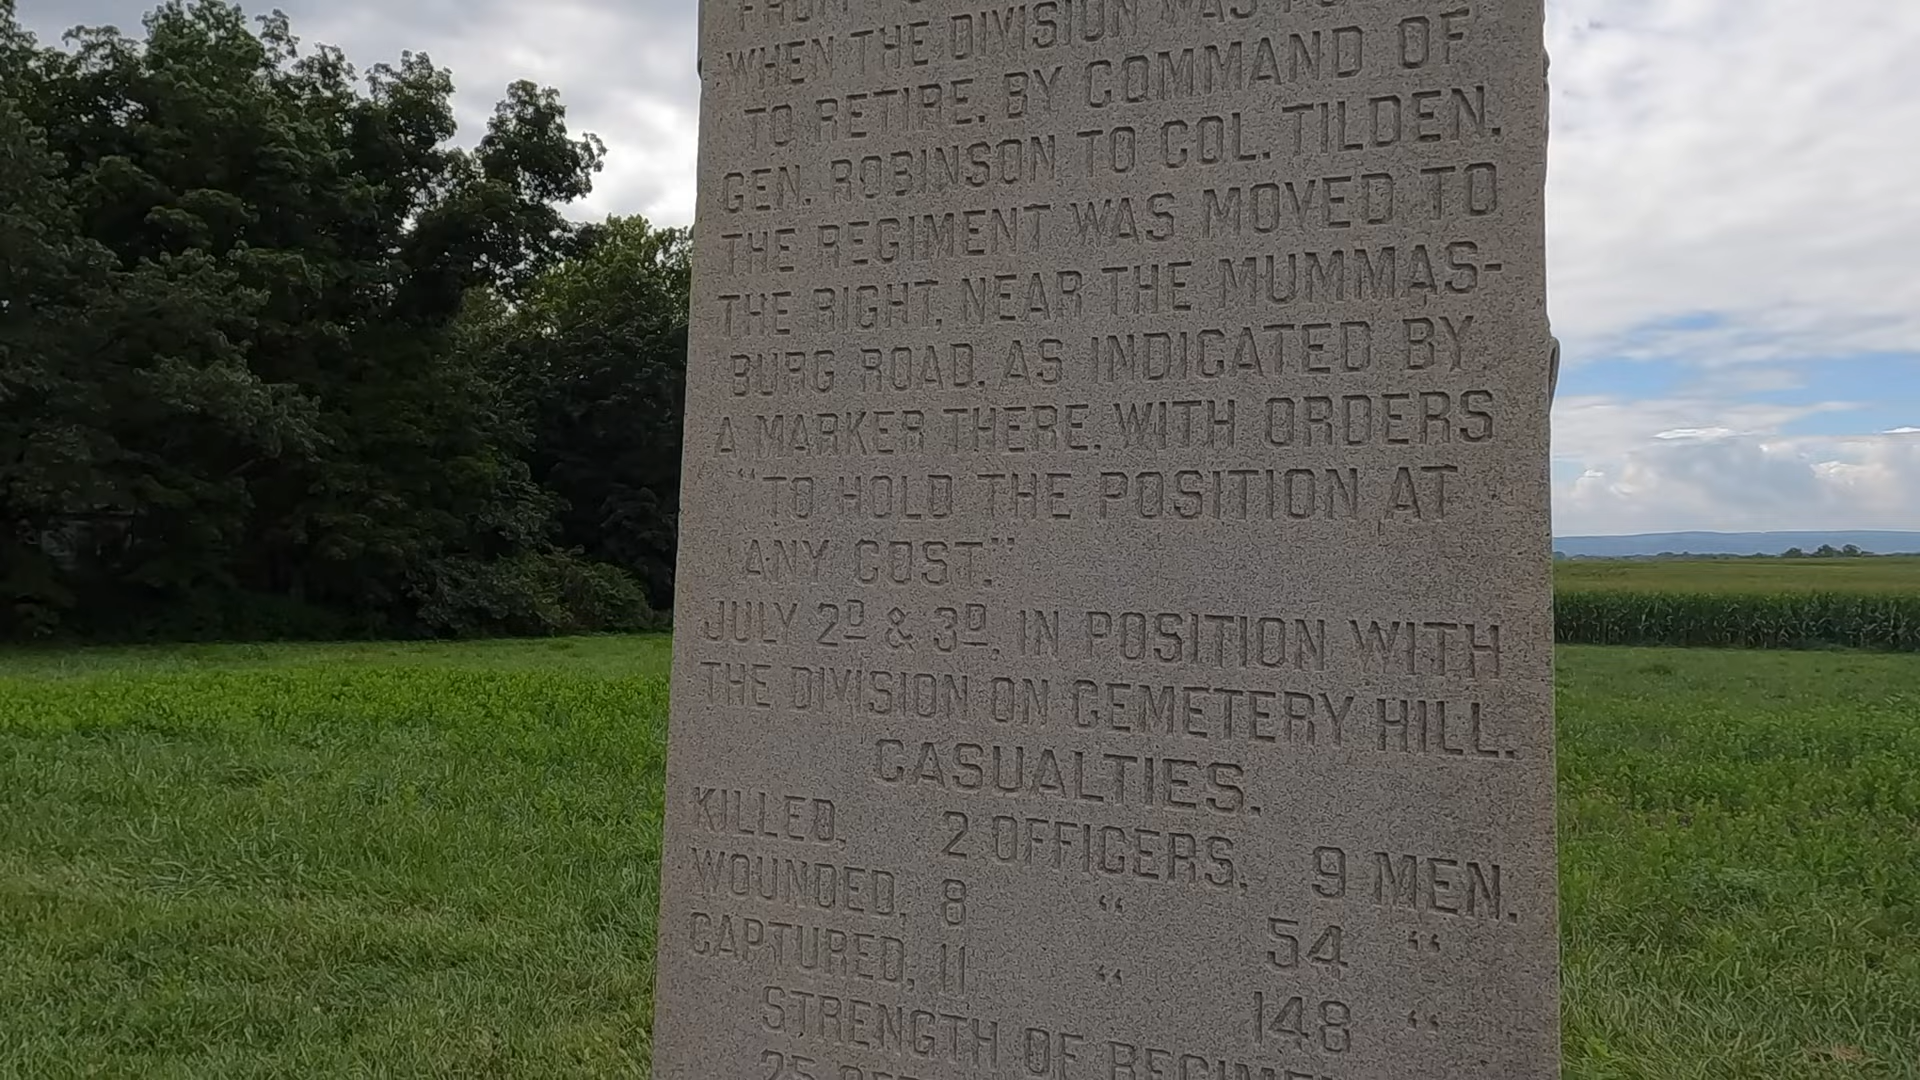 WHEN THE DIVISION WAS
TO RETIRE. BY COMMAND OF
GEN. ROBINSON TO COL. TILDEN,
THE REGIMENT WAS MOVED TO
THE RIGHT, NEAR THE MUMMAS-
BURG ROAD, AS INDICATED BY
A MARKER THERE, WITH ORDERS
"TO HOLD THE POSITION AT
ANY COST."
JULY 2D & 3D, IN POSITION WITH
THE DIVISION ON CEMETERY HILL.
CASUALTIES.
KILLED, 2 OFFICERS, 9 MEN.
WOUNDED, 8 “ 54 “
CAPTURED, 11 “ 148 “
STRENGTH OF
25